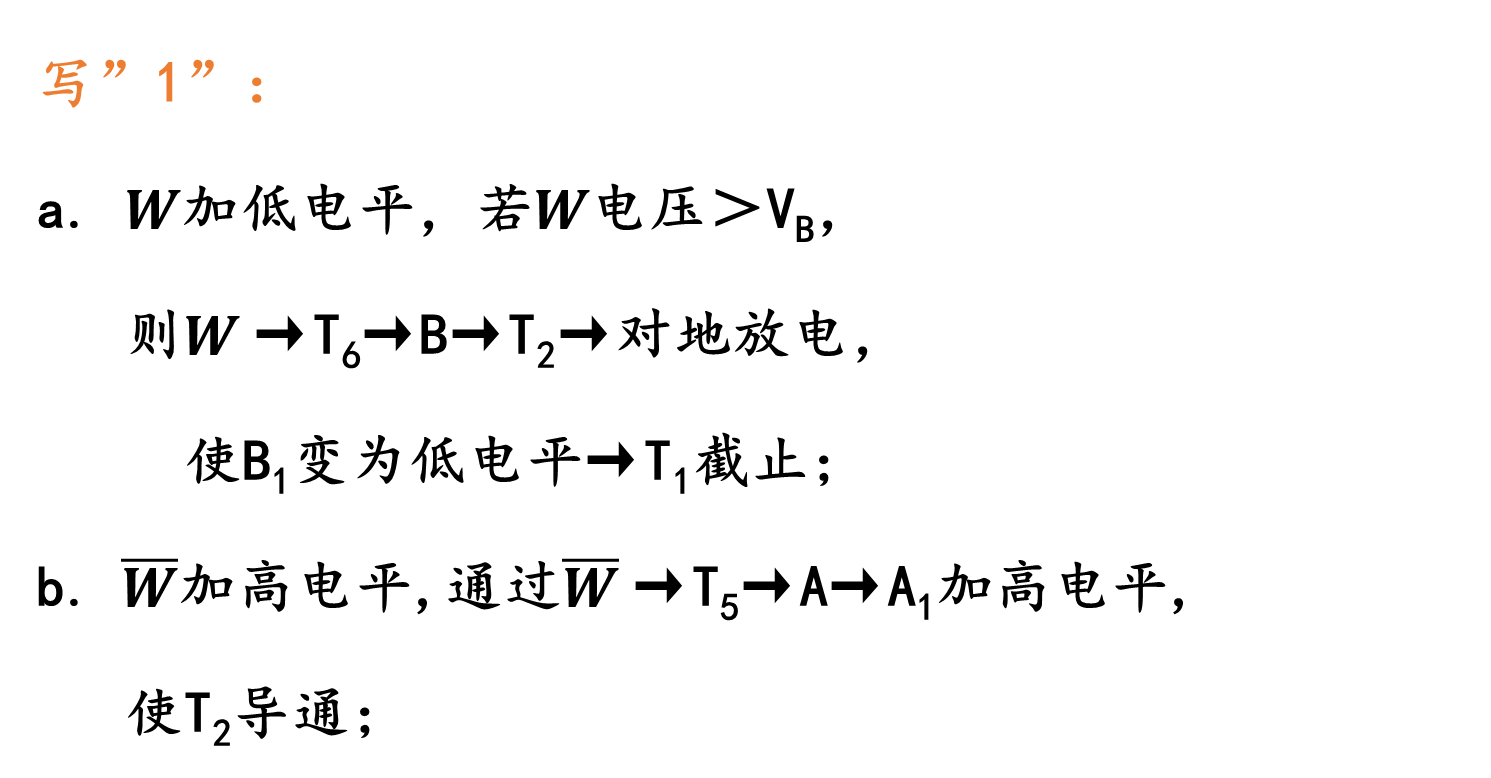 写”1”：
a. W加低电平，若W电压＞V_B，
则W➞T₆➞B➞T₂➞对地放电，
使B₁变为低电平➞T₁截止；
b. W̅加高电平,通过W̅➞T₅➞A➞A₁加高电平，
使T₂导通；